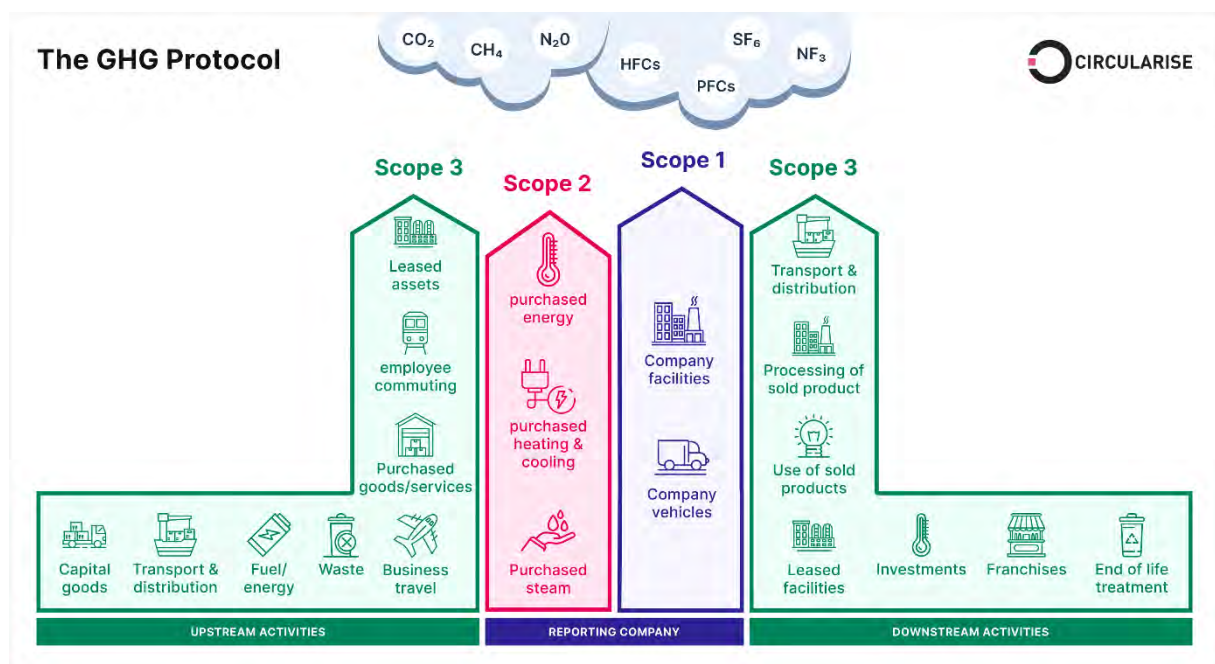 The GHG Protocol
CO₂
CH₄
N₂0
HFCs
PFCs
SF₆
NF₃
CIRCULARISE
Scope 3
Leased
assets
employee
commuting
Purchased
goods/services
Capital
goods
Transport &
distribution
Fuel/
energy
Waste
Business
travel
Scope 2
purchased
energy
purchased
heating &
cooling
Purchased
steam
Scope 1
Company
facilities
Company
vehicles
Scope 3
Transport &
distribution
Processing of
sold product
Use of sold
products
Leased
facilities
Investments
Franchises
End of life
treatment
UPSTREAM ACTIVITIES
REPORTING COMPANY
DOWNSTREAM ACTIVITIES